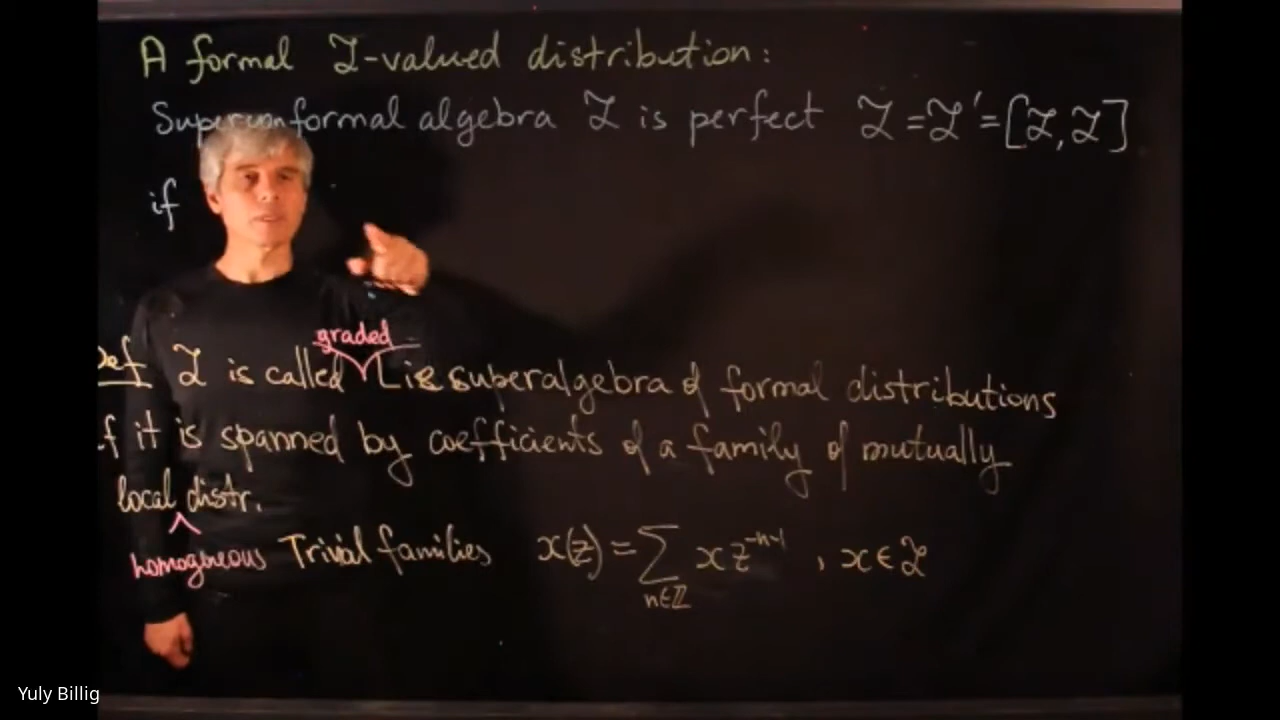 A formal L-valued distribution:
Superconformal algebra L is perfect L=L'=[L,L]
if
graded
Def L is called Lie superalgebra of formal distributions
if it is spanned by coefficients of a family of mutually
local distr.
homogneous Trivial families x(z) = ∑ x z^{-n-1} , x ∈ L
n∈ℤ
Yuly Billig